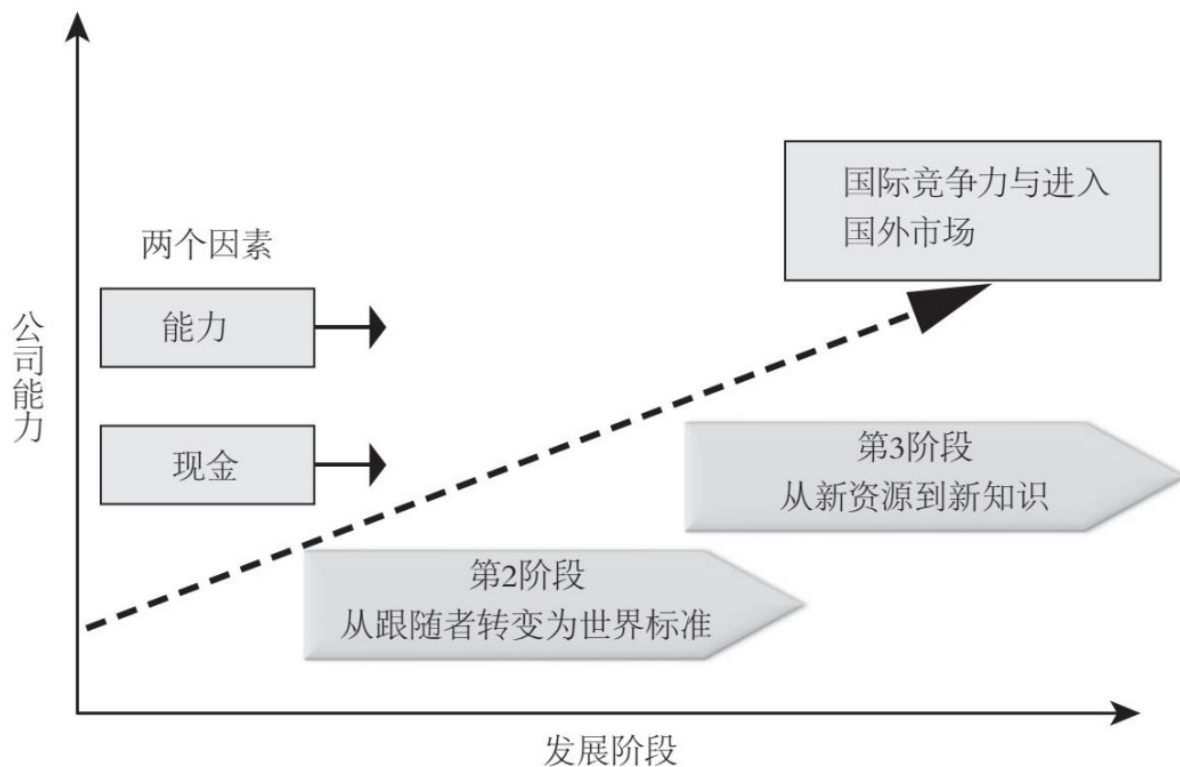 国际竞争力与进入
国外市场
两个因素
能力
现金
公司能力
第3阶段
从新资源到新知识
第2阶段
从跟随者转变为世界标准
发展阶段